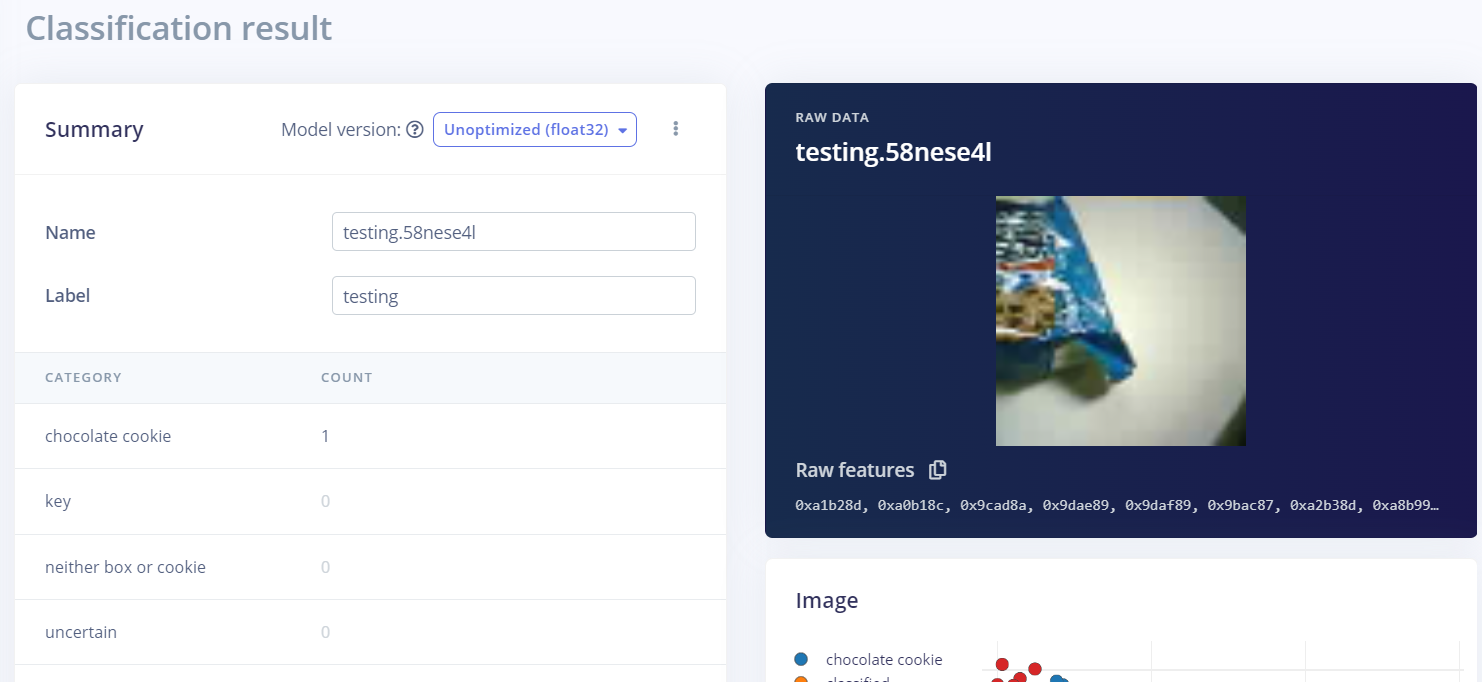 Classification result
Summary
Model version:
Unoptimized (float32)
Name
testing.58nese4l
Label
testing
CATEGORY COUNT
chocolate cookie 1
key 0
neither box or cookie 0
uncertain 0
RAW DATA
testing.58nese4l
Raw features
0xa1b28d, 0xa0b18c, 0x9cad8a, 0x9dae89, 0x9daf89, 0x9bac87, 0xa2b38d, 0xa8b99…
Image
chocolate cookie
classified